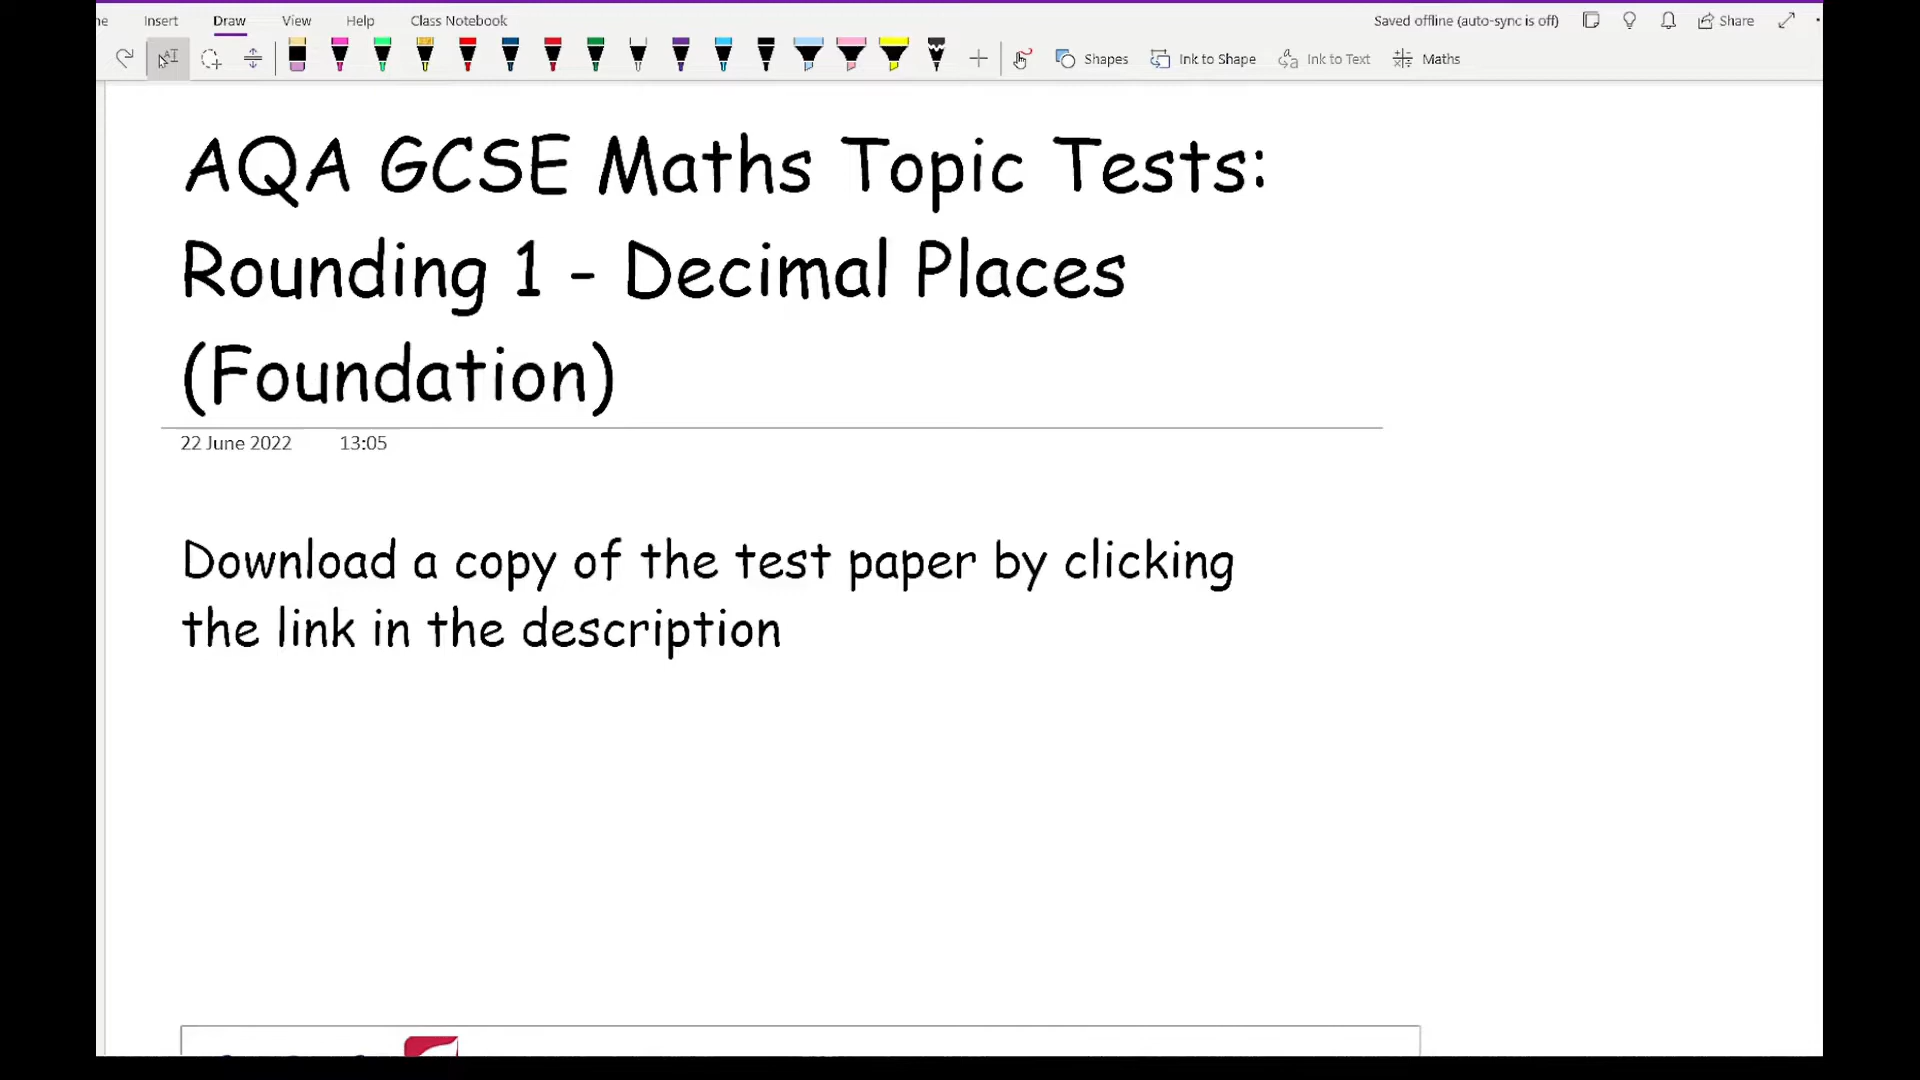 Insert Draw View Help Class Notebook Saved offline (auto-sync is off) Share
Shapes Ink to Shape Ink to Text Maths
AQA GCSE Maths Topic Tests:
Rounding 1 - Decimal Places
(Foundation)
22 June 2022 13:05
Download a copy of the test paper by clicking
the link in the description